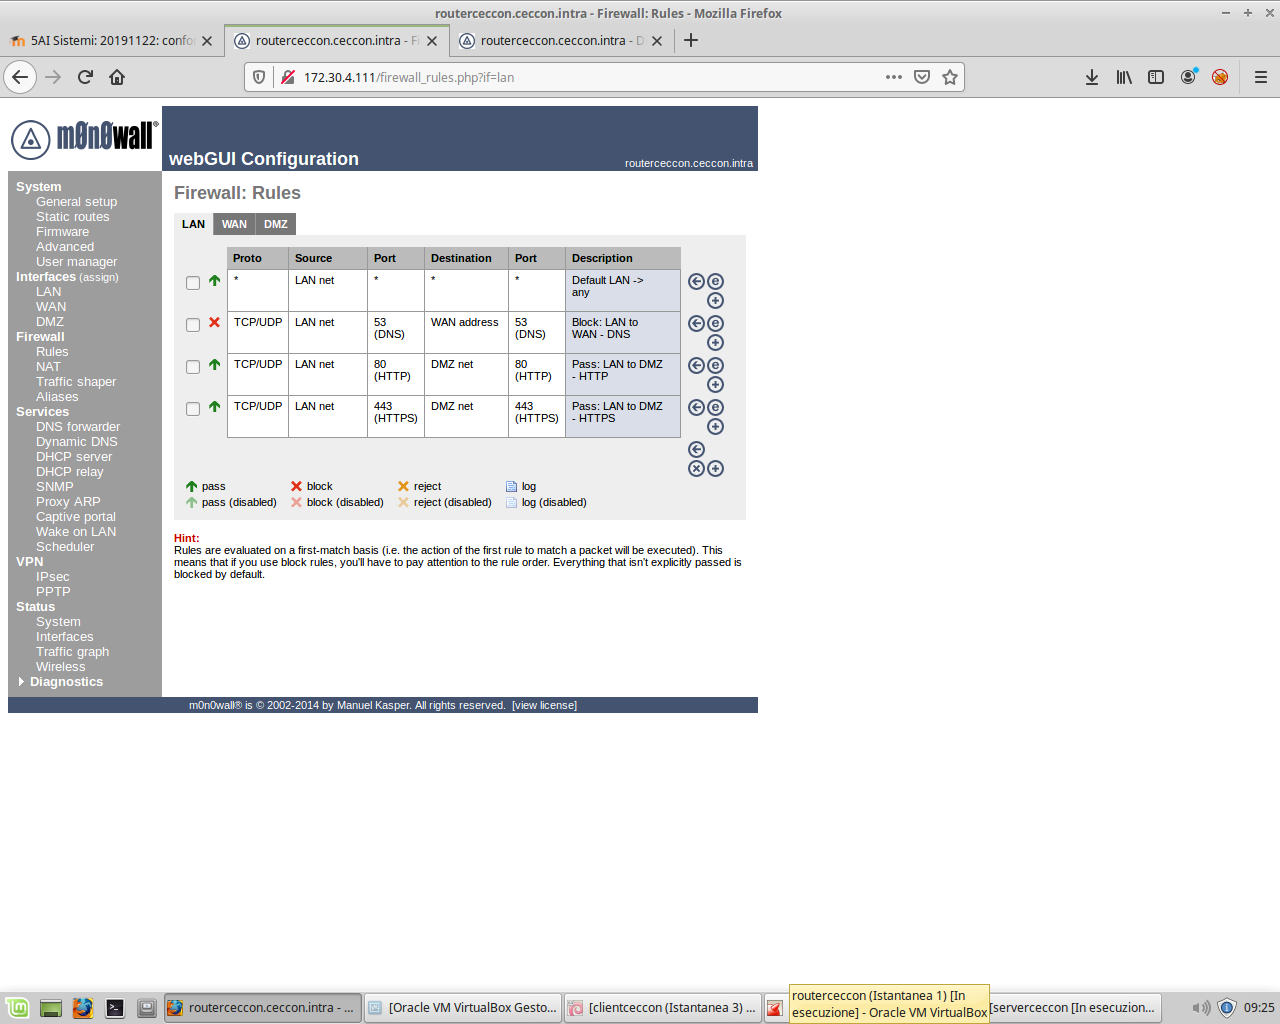 routerceccon.ceccon.intra - Firewall: Rules - Mozilla Firefox
5AI Sistemi: 20191122: confo
routerceccon.ceccon.intra - F
routerceccon.ceccon.intra - D
172.30.4.111/firewall_rules.php?if=lan
m0n0wall®
webGUI Configuration
routerceccon.ceccon.intra
System
General setup
Static routes
Firmware
Advanced
User manager
Interfaces (assign)
LAN
WAN
DMZ
Firewall
Rules
NAT
Traffic shaper
Aliases
Services
DNS forwarder
Dynamic DNS
DHCP server
DHCP relay
SNMP
Proxy ARP
Captive portal
Wake on LAN
Scheduler
VPN
IPsec
PPTP
Status
System
Interfaces
Traffic graph
Wireless
Diagnostics
Firewall: Rules
LAN WAN DMZ
Proto Source Port Destination Port Description
* LAN net * * * Default LAN -> any
TCP/UDP LAN net 53 (DNS) WAN address 53 (DNS) Block: LAN to WAN - DNS
TCP/UDP LAN net 80 (HTTP) DMZ net 80 (HTTP) Pass: LAN to DMZ - HTTP
TCP/UDP LAN net 443 (HTTPS) DMZ net 443 (HTTPS) Pass: LAN to DMZ - HTTPS
pass block reject log
pass (disabled) block (disabled) reject (disabled) log (disabled)
Hint:
Rules are evaluated on a first-match basis (i.e. the action of the first rule to match a packet will be executed). This
means that if you use block rules, you'll have to pay attention to the rule order. Everything that isn't explicitly passed is
blocked by default.
m0n0wall® is © 2002-2014 by Manuel Kasper. All rights reserved. [view license]
routerceccon (Istantanea 1) [In
esecuzione] - Oracle VM VirtualBox
routerceccon.ceccon.intra - ...
[Oracle VM VirtualBox Gesto...
[clientceccon (Istantanea 3) ...
[serverceccon [In esecuzion...
09:25